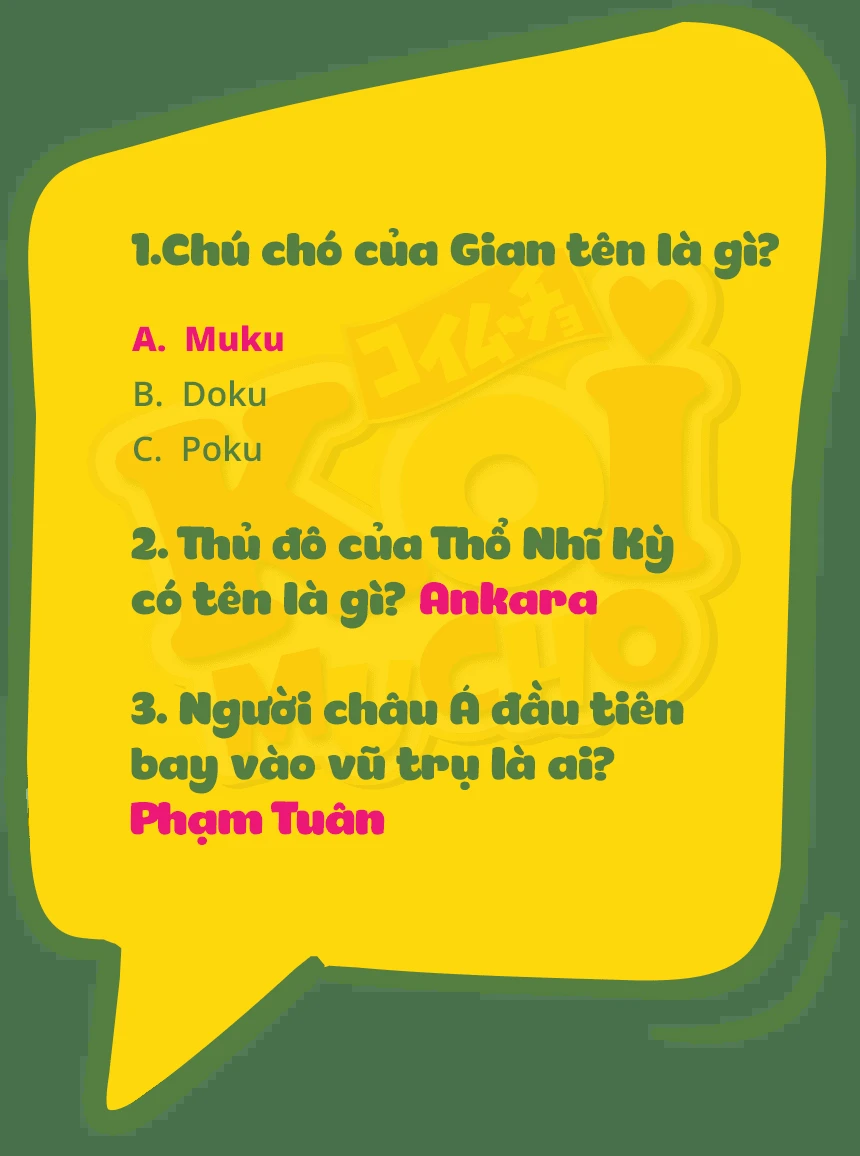 1.Chú chó của Gian tên là gì?
A. Muku
B. Doku
C. Poku
2. Thủ đô của Thổ Nhĩ Kỳ
có tên là gì? Ankara
3. Người châu Á đầu tiên
bay vào vũ trụ là ai?
Phạm Tuân
コイムーチョ
Koi
MUCHO